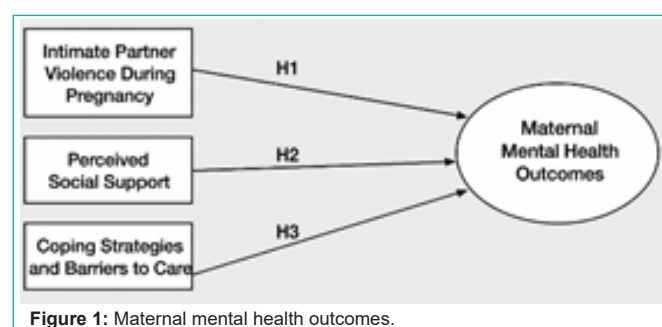 Intimate Partner
Violence During
Pregnancy
H1
Perceived
Social Support
H2
Coping Strategies
and Barriers to Care
H3
Maternal
Mental Health
Outcomes
Figure 1: Maternal mental health outcomes.